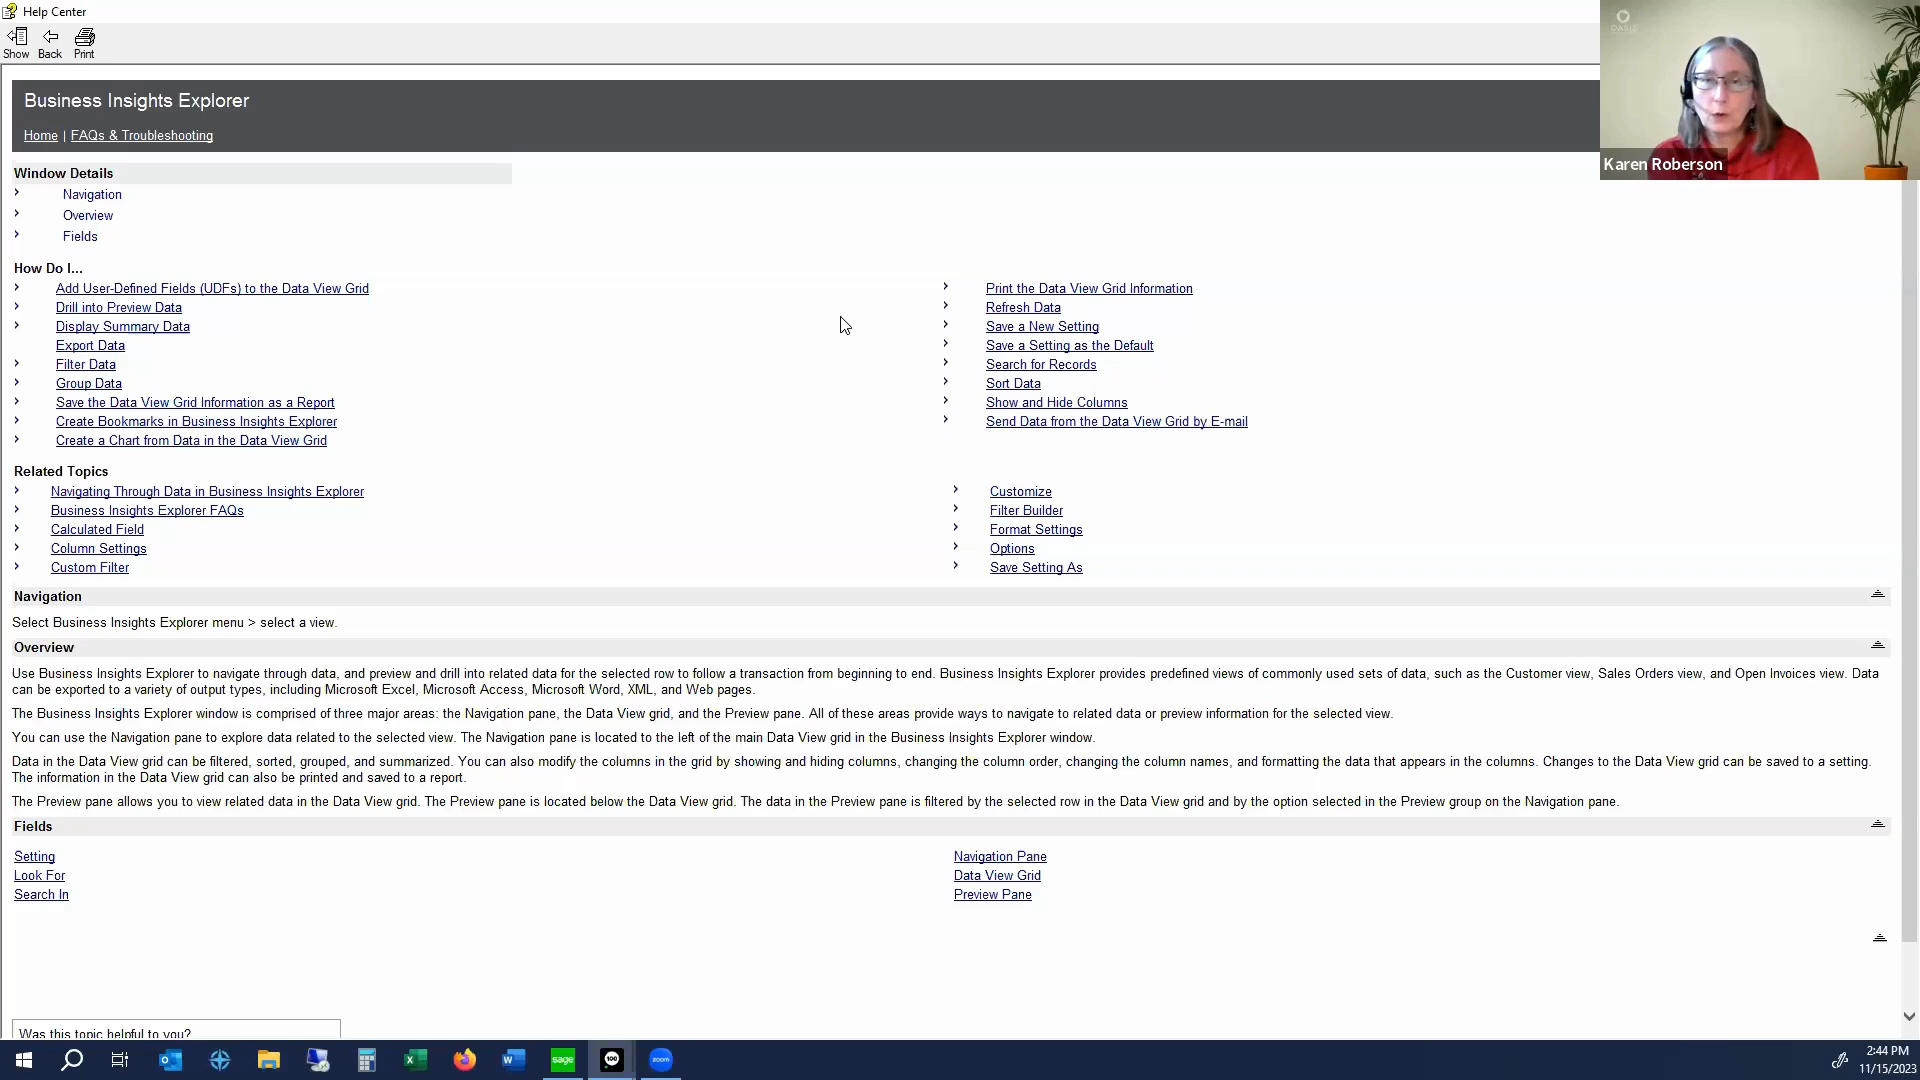 Help Center
Show Back Print
OASIS
Business Insights Explorer
Home | FAQs & Troubleshooting
Karen Roberson
Window Details
Navigation
Overview
Fields
How Do I...
Add User-Defined Fields (UDFs) to the Data View Grid
Drill into Preview Data
Display Summary Data
Export Data
Filter Data
Group Data
Save the Data View Grid Information as a Report
Create Bookmarks in Business Insights Explorer
Create a Chart from Data in the Data View Grid
Print the Data View Grid Information
Refresh Data
Save a New Setting
Save a Setting as the Default
Search for Records
Sort Data
Show and Hide Columns
Send Data from the Data View Grid by E-mail
Related Topics
Navigating Through Data in Business Insights Explorer
Business Insights Explorer FAQs
Calculated Field
Column Settings
Custom Filter
Customize
Filter Builder
Format Settings
Options
Save Setting As
Navigation
Select Business Insights Explorer menu > select a view.
Overview
Use Business Insights Explorer to navigate through data, and preview and drill into related data for the selected row to follow a transaction from beginning to end. Business Insights Explorer provides predefined views of commonly used sets of data, such as the Customer view, Sales Orders view, and Open Invoices view. Data
can be exported to a variety of output types, including Microsoft Excel, Microsoft Access, Microsoft Word, XML, and Web pages.
The Business Insights Explorer window is comprised of three major areas: the Navigation pane, the Data View grid, and the Preview pane. All of these areas provide ways to navigate to related data or preview information for the selected view.
You can use the Navigation pane to explore data related to the selected view. The Navigation pane is located to the left of the main Data View grid in the Business Insights Explorer window.
Data in the Data View grid can be filtered, sorted, grouped, and summarized. You can also modify the columns in the grid by showing and hiding columns, changing the column order, changing the column names, and formatting the data that appears in the columns. Changes to the Data View grid can be saved to a setting.
The information in the Data View grid can also be printed and saved to a report.
The Preview pane allows you to view related data in the Data View grid. The Preview pane is located below the Data View grid. The data in the Preview pane is filtered by the selected row in the Data View grid and by the option selected in the Preview group on the Navigation pane.
Fields
Setting
Look For
Search In
Navigation Pane
Data View Grid
Preview Pane
Was this topic helpful to you?
sage
100
zoom
2:44 PM
11/15/2023